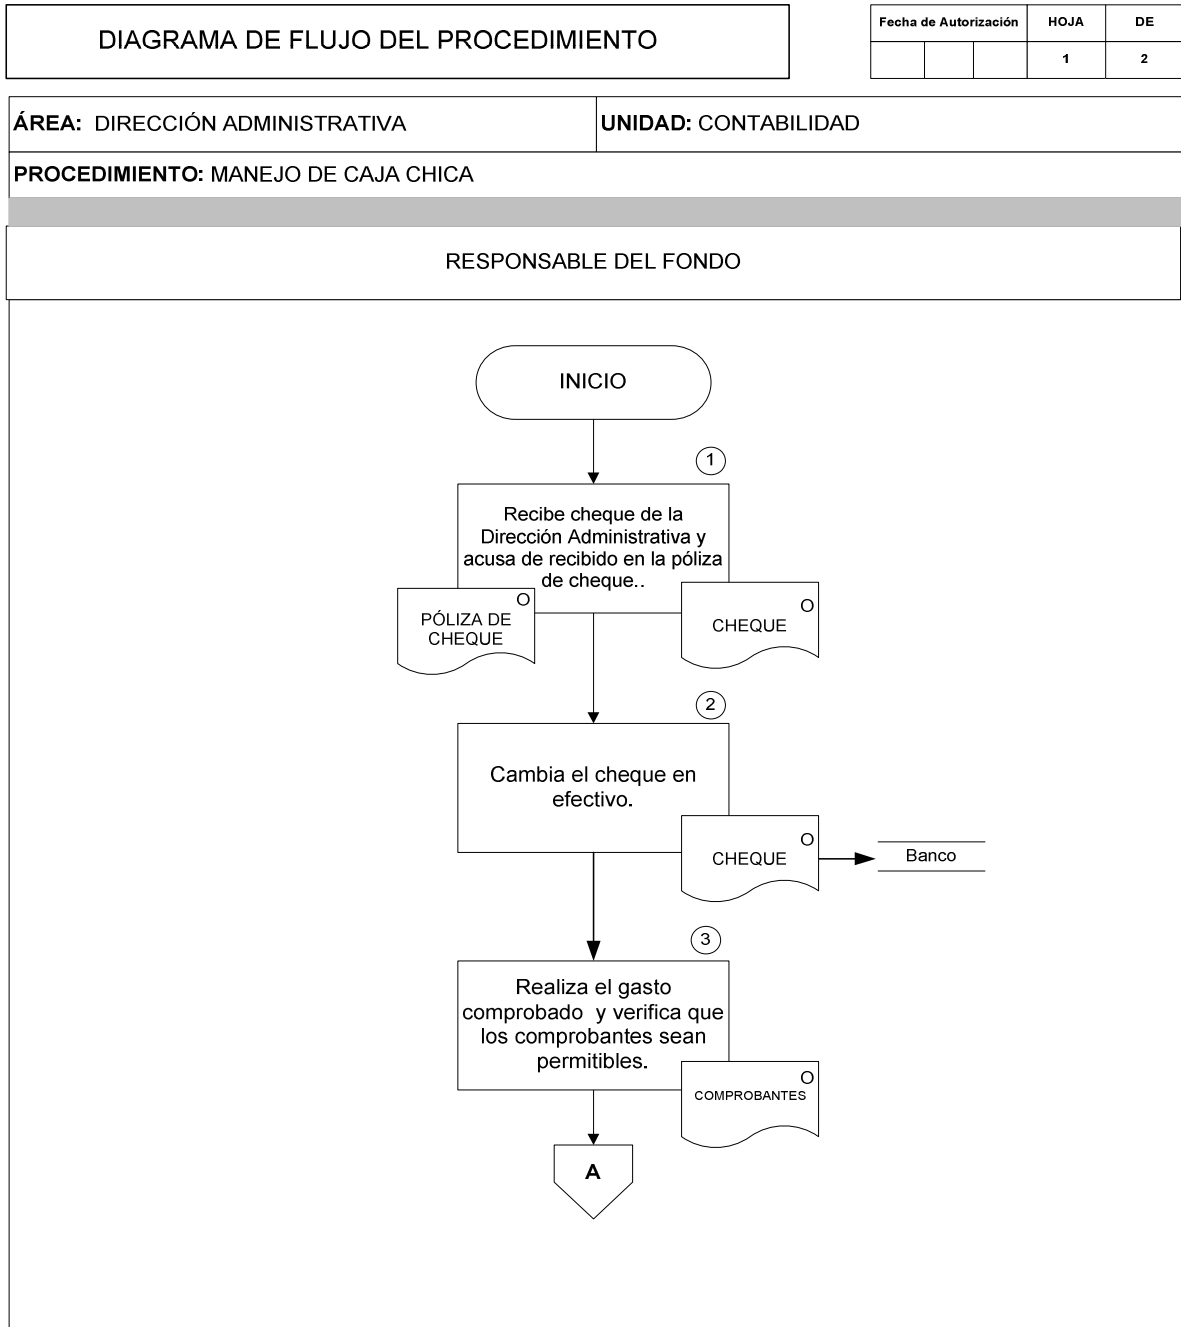 DIAGRAMA DE FLUJO DEL PROCEDIMIENTO
Fecha de Autorización HOJA DE
1 2
ÁREA: DIRECCIÓN ADMINISTRATIVA
UNIDAD: CONTABILIDAD
PROCEDIMIENTO: MANEJO DE CAJA CHICA
RESPONSABLE DEL FONDO
INICIO
1
Recibe cheque de la
Dirección Administrativa y
acusa de recibido en la póliza
de cheque..
O
PÓLIZA DE
CHEQUE
O
CHEQUE
2
Cambia el cheque en
efectivo.
O
CHEQUE
Banco
3
Realiza el gasto
comprobado y verifica que
los comprobantes sean
permitibles.
O
COMPROBANTES
A